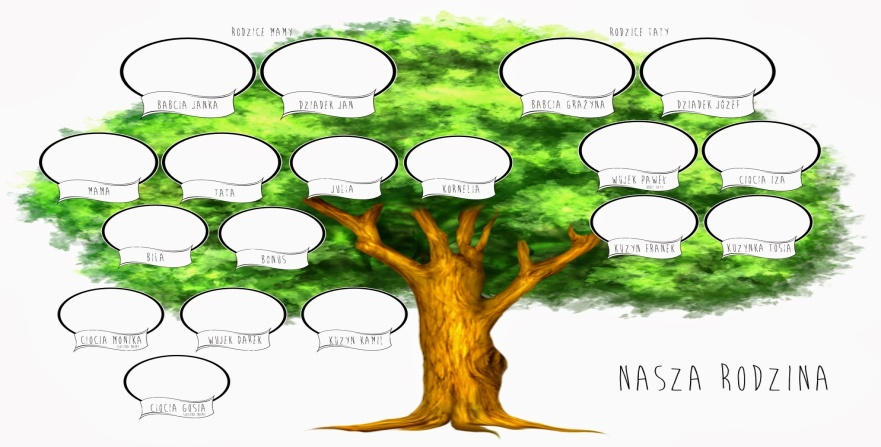 RODZICE MAMY
RODZICE TATY
BABCIA JANKA
DZIADEK JAN
BABCIA GRAŻYNA
DZIADEK JÓZEF
MAMA
TATA
JULIA
KORNELIA
WUJEK PAWEŁ
CIOCIA IZA
KUZYN FRANEK
KUZYNKA TOSIA
BIFA
BONUS
CIOCIA MONIKA
WUJEK DAREK
KUZYN KAMIL
CIOCIA GOSIA
NASZA RODZINA